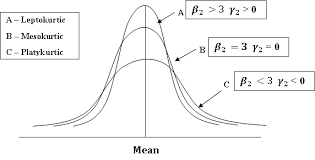 A – Leptokurtic
B – Mesokurtic
C – Platykurtic
A
β₂ > 3 γ₂ > 0
B
β₂ = 3 γ₂ = 0
C
β₂ < 3 γ₂ < 0
Mean